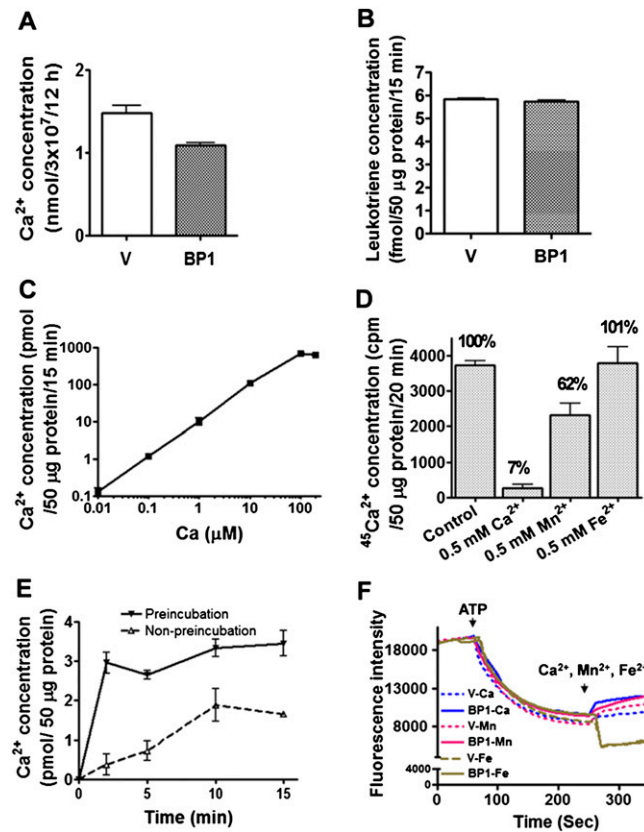 A
Ca²⁺ concentration
(nmol/3x10⁷/12 h)
2
1
0
V
BP1
B
Leukotriene concentration
(fmol/50 µg protein/15 min)
7
6
5
4
3
2
1
0
V
BP1
C
Ca²⁺ concentration (pmol
/50 µg protein/15 min)
1000
100
10
1
0.1
0.01
0.1
1
10
100
Ca (µM)
D
⁴⁵Ca²⁺ concentration (cpm
/50 µg protein/20 min)
4000
3000
2000
1000
0
100%
7%
62%
101%
Control
0.5 mM Ca²⁺
0.5 mM Mn²⁺
0.5 mM Fe²⁺
E
Ca²⁺ concentration
(pmol/ 50 µg protein)
Preincubation
Non-preincubation
5
4
3
2
1
0
0
5
10
15
Time (min)
F
Fluorescence intensity
ATP
Ca²⁺, Mn²⁺, Fe²⁺
18000
13000
8000
4000
0
V-Ca
BP1-Ca
V-Mn
BP1-Mn
V-Fe
BP1-Fe
0
100
200
300
Time (Sec)